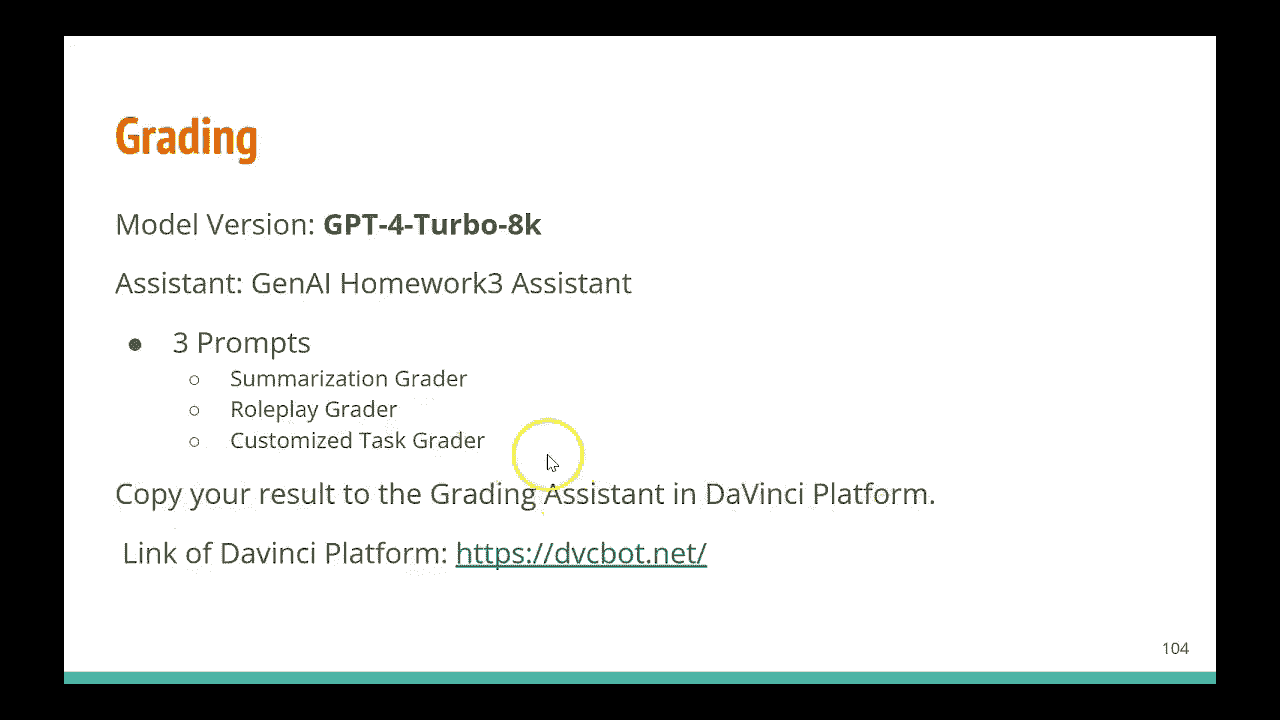 Grading
Model Version: GPT-4-Turbo-8k
Assistant: GenAI Homework3 Assistant
● 3 Prompts
○ Summarization Grader
○ Roleplay Grader
○ Customized Task Grader
Copy your result to the Grading Assistant in DaVinci Platform.
Link of Davinci Platform: https://dvcbot.net/
104